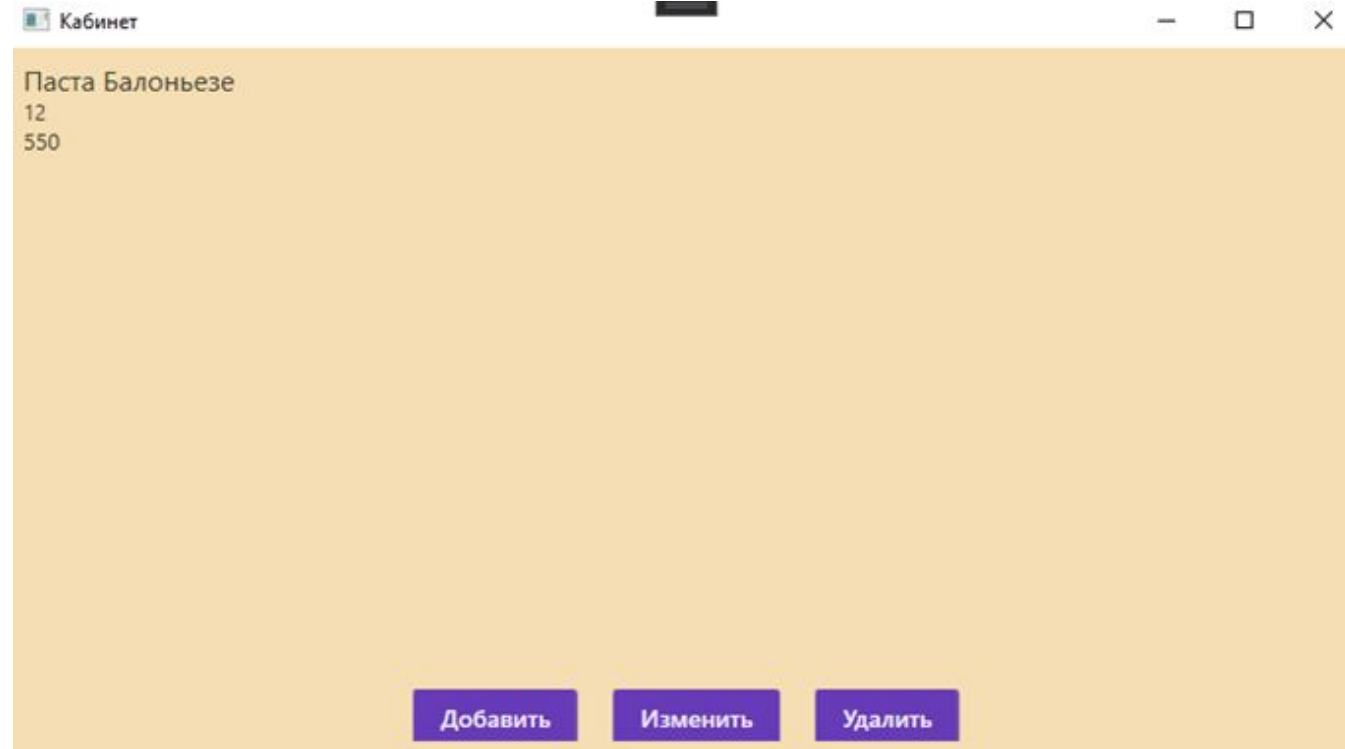 Кабинет
Паста Балоньезе
12
550
Добавить Изменить Удалить